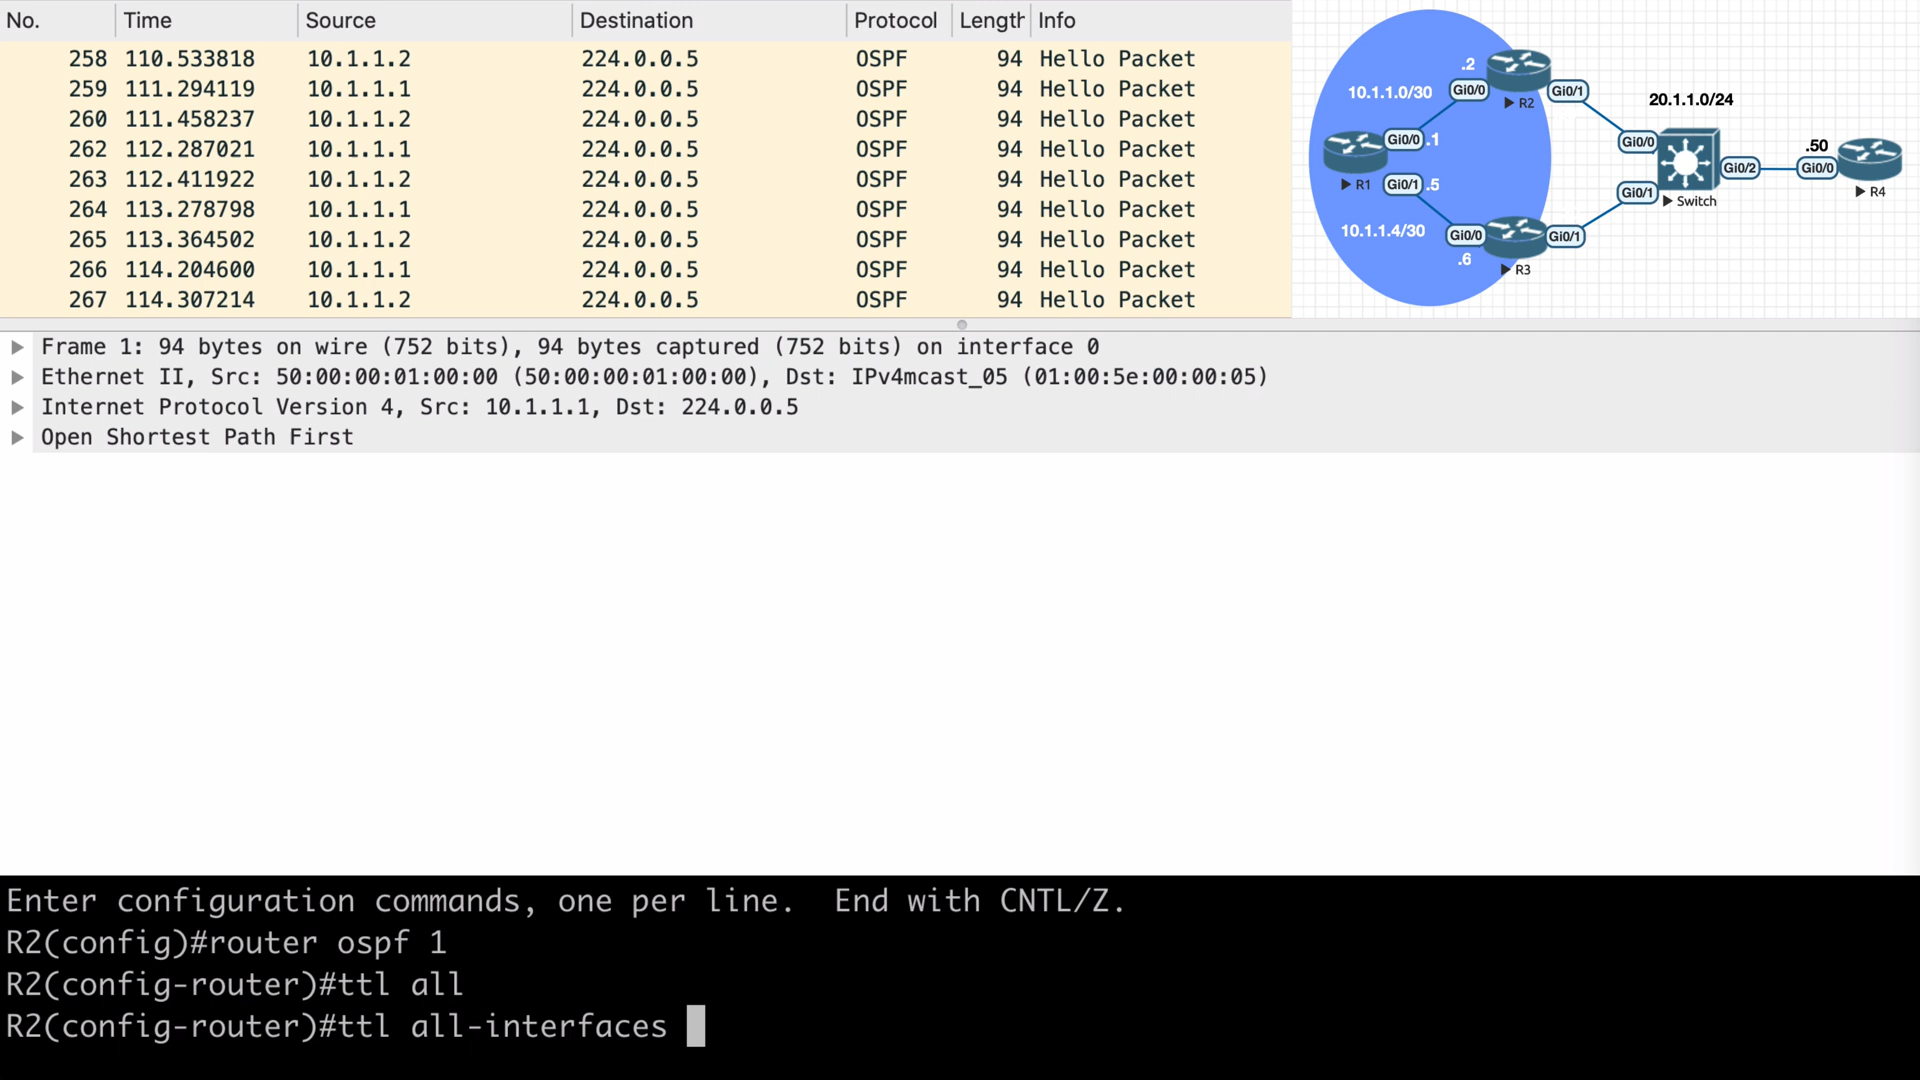 No. Time Source Destination Protocol Length Info
258 110.533818 10.1.1.2 224.0.0.5 OSPF 94 Hello Packet
259 111.294119 10.1.1.1 224.0.0.5 OSPF 94 Hello Packet
260 111.458237 10.1.1.2 224.0.0.5 OSPF 94 Hello Packet
262 112.287021 10.1.1.1 224.0.0.5 OSPF 94 Hello Packet
263 112.411922 10.1.1.2 224.0.0.5 OSPF 94 Hello Packet
264 113.278798 10.1.1.1 224.0.0.5 OSPF 94 Hello Packet
265 113.364502 10.1.1.2 224.0.0.5 OSPF 94 Hello Packet
266 114.204600 10.1.1.1 224.0.0.5 OSPF 94 Hello Packet
267 114.307214 10.1.1.2 224.0.0.5 OSPF 94 Hello Packet
.2
10.1.1.0/30 Gi0/0 Gi0/1
R2
20.1.1.0/24
Gi0/0 .1
Gi0/0
.50
Gi0/2 Gi0/0
R1 Gi0/1 .5
Gi0/1
Switch
R4
10.1.1.4/30 Gi0/0 Gi0/1
.6
R3
Frame 1: 94 bytes on wire (752 bits), 94 bytes captured (752 bits) on interface 0
Ethernet II, Src: 50:00:00:01:00:00 (50:00:00:01:00:00), Dst: IPv4mcast_05 (01:00:5e:00:00:05)
Internet Protocol Version 4, Src: 10.1.1.1, Dst: 224.0.0.5
Open Shortest Path First
Enter configuration commands, one per line.  End with CNTL/Z.
R2(config)#router ospf 1
R2(config-router)#ttl all
R2(config-router)#ttl all-interfaces